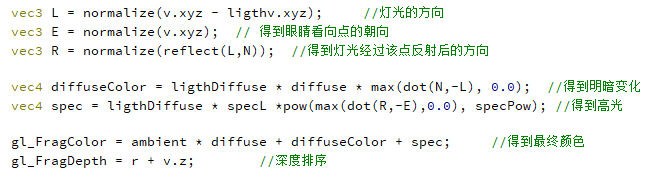 vec3 L = normalize(v.xyz - ligthv.xyz); //灯光的方向
vec3 E = normalize(v.xyz); // 得到眼睛看向点的朝向
vec3 R = normalize(reflect(L,N)); //得到灯光经过该点反射后的方向
vec4 diffuseColor = ligthDiffuse * diffuse * max(dot(N,-L), 0.0); //得到明暗变化
vec4 spec = ligthDiffuse * specL *pow(max(dot(R,-E),0.0), specPow); //得到高光
gl_FragColor = ambient * diffuse + diffuseColor + spec; //得到最终颜色
gl_FragDepth = r + v.z; //深度排序